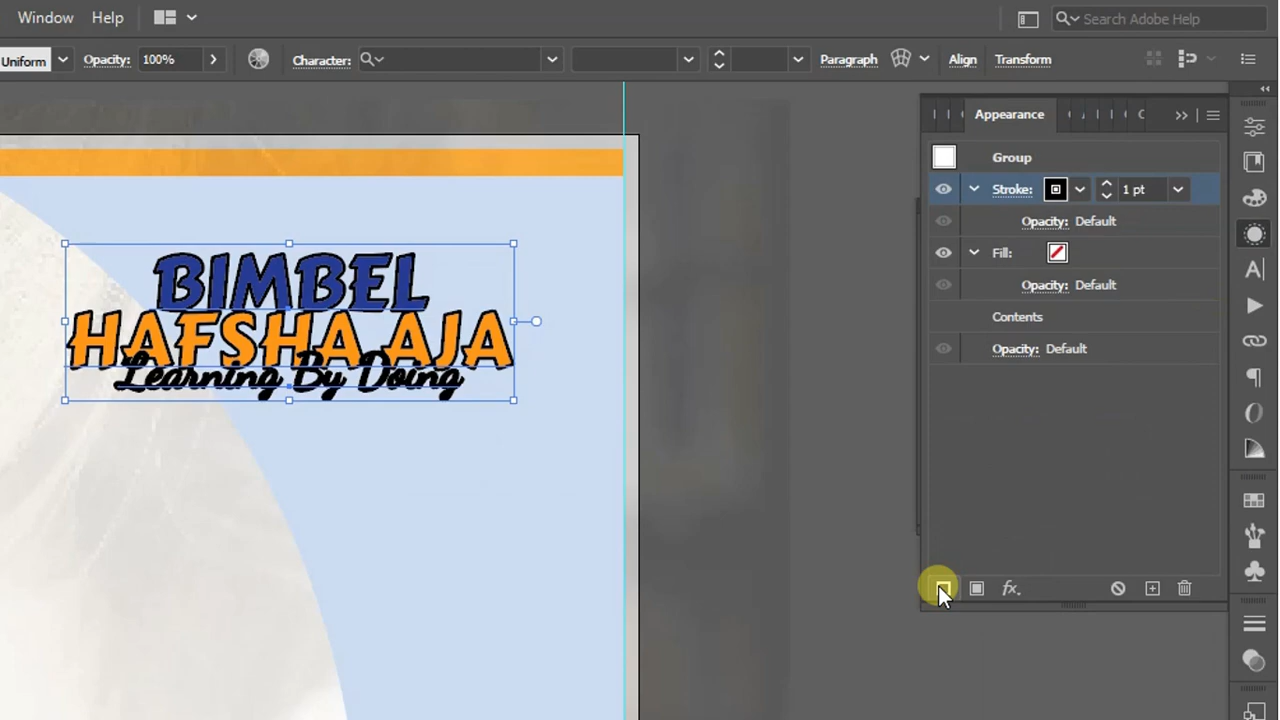 Window Help Search Adobe Help
Uniform Opacity: 100% Character: Paragraph Align Transform
Appearance
Group
Stroke: 1 pt
Opacity: Default
Fill:
Opacity: Default
Contents
Opacity: Default
fx.
BIMBEL
HAFSHA AJA
Learning By Doing